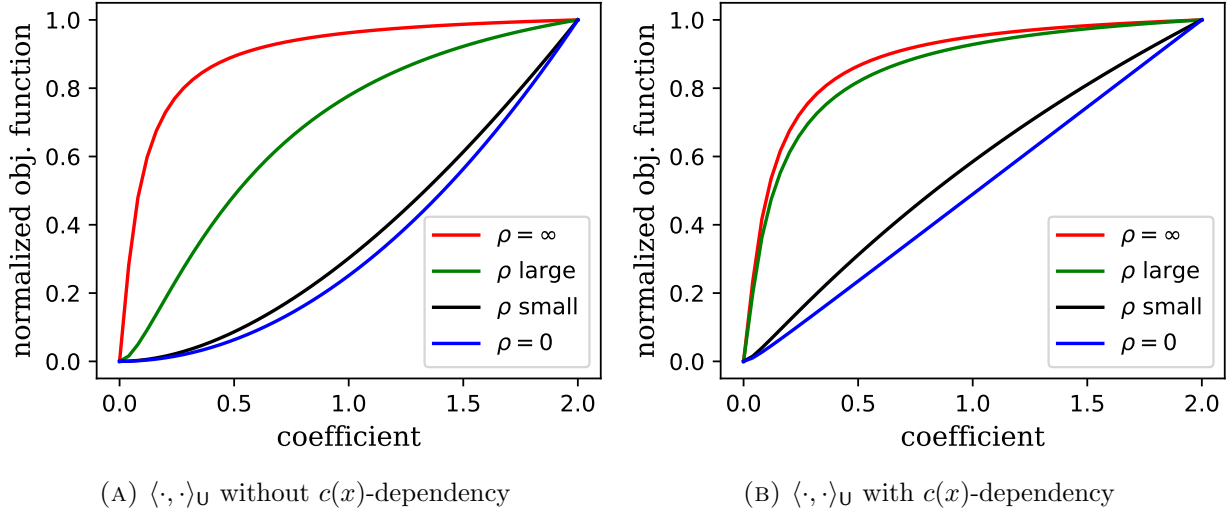 1.0
0.8
0.6
0.4
0.2
0.0
normalized obj. function
ρ = ∞
ρ large
ρ small
ρ = 0
0.0 0.5 1.0 1.5 2.0
coefficient
(A) ⟨·, ·⟩_U without c(x)-dependency
1.0
0.8
0.6
0.4
0.2
0.0
normalized obj. function
ρ = ∞
ρ large
ρ small
ρ = 0
0.0 0.5 1.0 1.5 2.0
coefficient
(B) ⟨·, ·⟩_U with c(x)-dependency